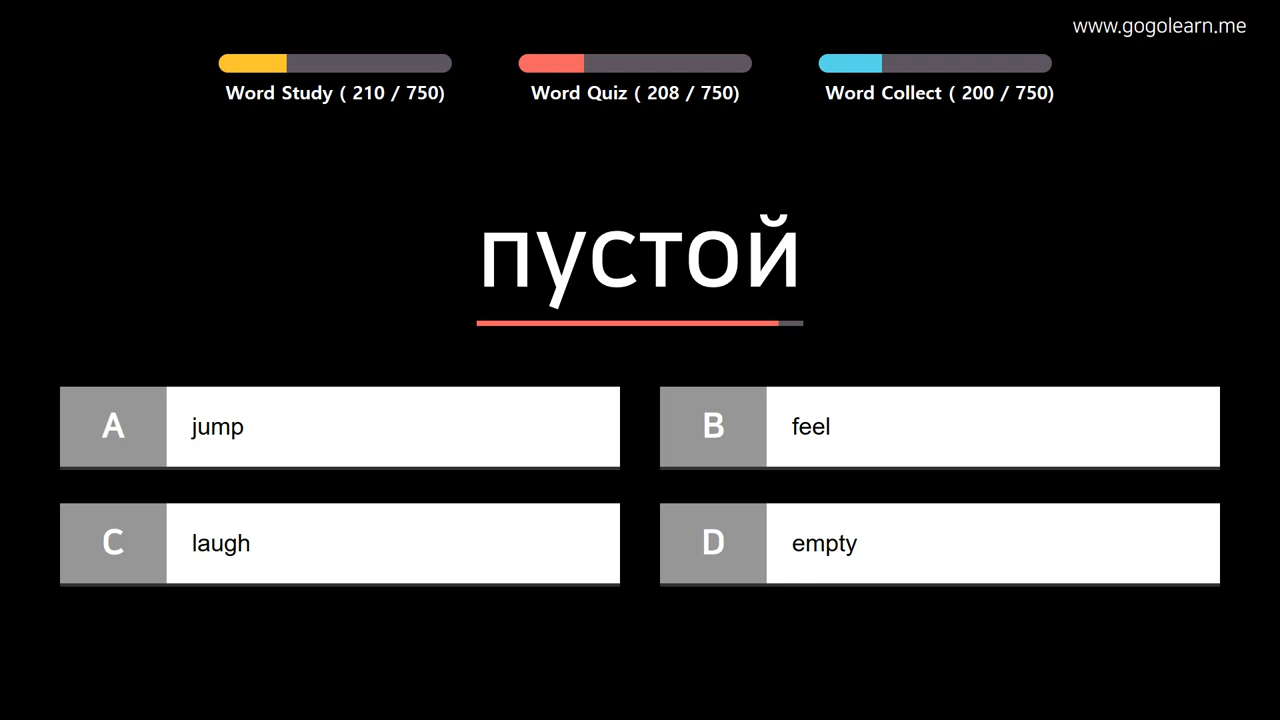 www.gogolearn.me
Word Study ( 210 / 750)
Word Quiz ( 208 / 750)
Word Collect ( 200 / 750)
пустой
A jump
B feel
C laugh
D empty